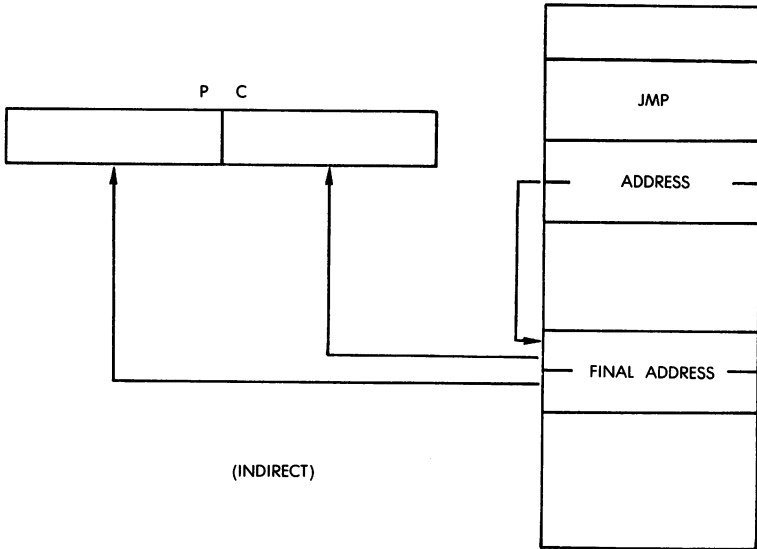 P C
JMP
ADDRESS
FINAL ADDRESS
(INDIRECT)